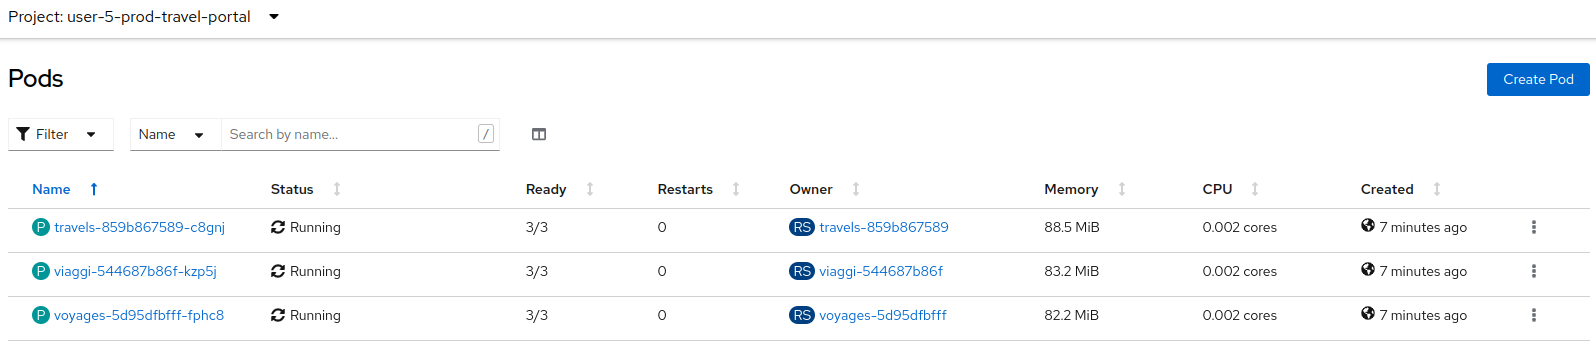 Project: user-5-prod-travel-portal
Pods
Create Pod
Filter Name Search by name... /
Name Status Ready Restarts Owner Memory CPU Created
P travels-859b867589-c8gnj Running 3/3 0 RS travels-859b867589 88.5 MiB 0.002 cores 7 minutes ago
P viaggi-544687b86f-kzp5j Running 3/3 0 RS viaggi-544687b86f 83.2 MiB 0.002 cores 7 minutes ago
P voyages-5d95dfbfff-fphc8 Running 3/3 0 RS voyages-5d95dfbfff 82.2 MiB 0.002 cores 7 minutes ago